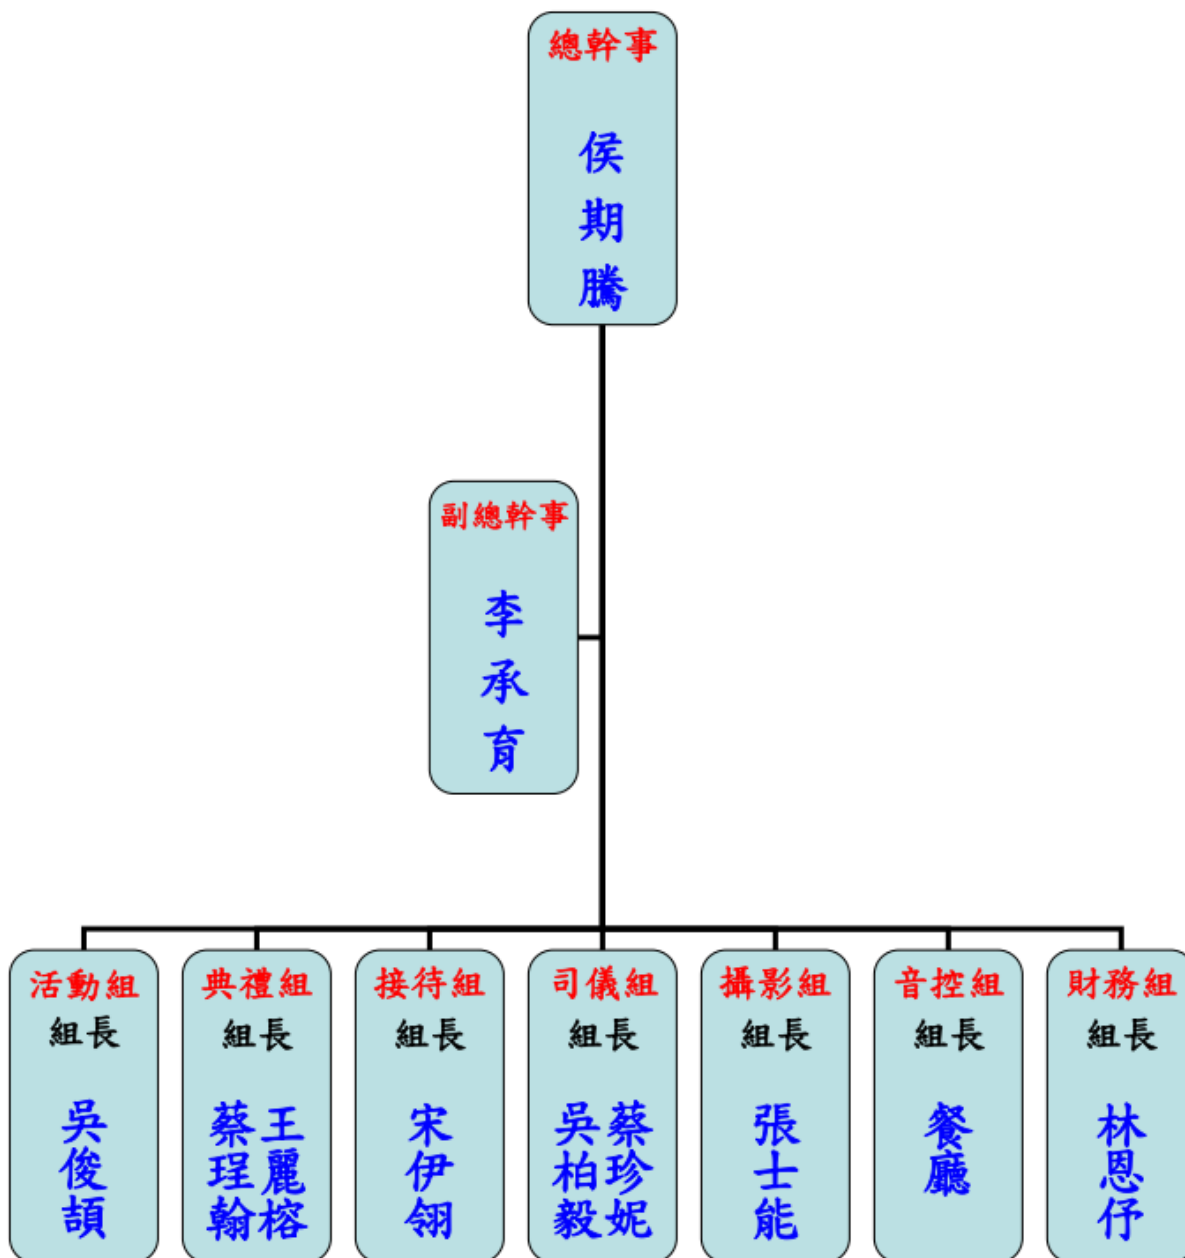 總幹事
侯期騰
副總幹事
李承育
活動組
組長
吳俊頡
典禮組
組長
王麗榕
蔡珵翰
接待組
組長
宋伊翎
司儀組
組長
蔡珍妮
吳柏毅
攝影組
組長
張士能
音控組
組長
餐廳
財務組
組長
林恩伃